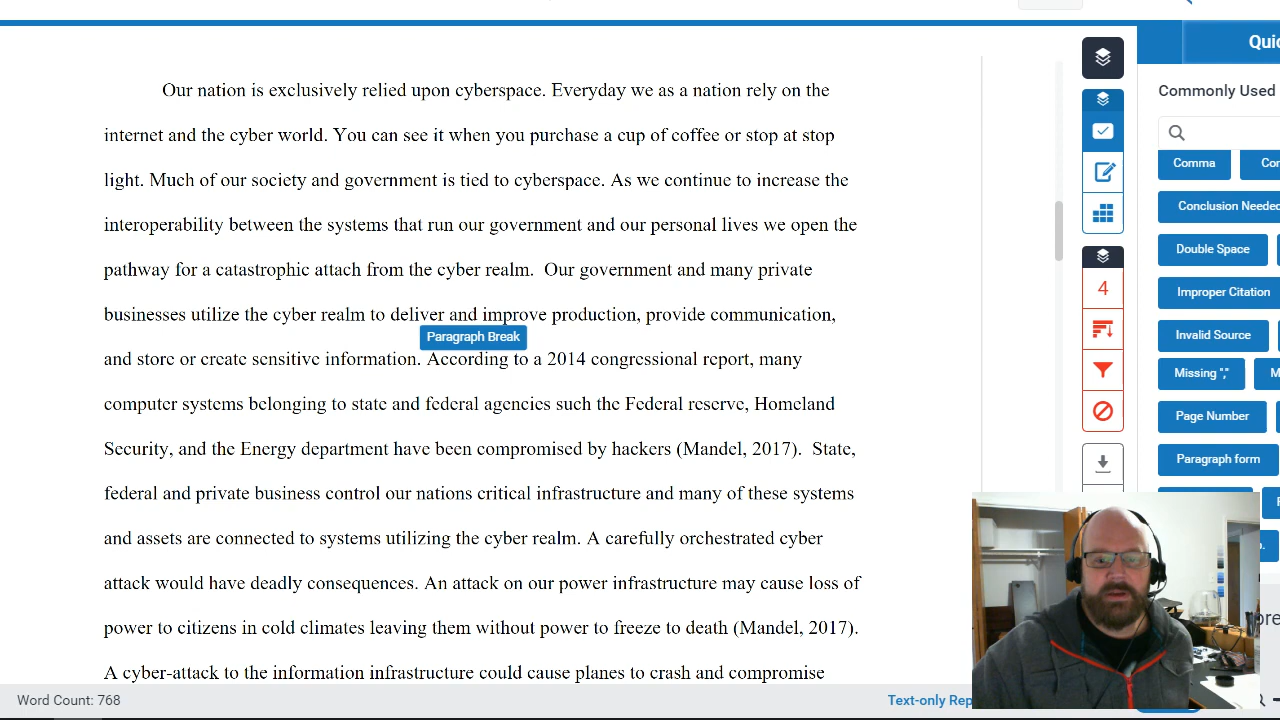 Quic
Our nation is exclusively relied upon cyberspace. Everyday we as a nation rely on the
internet and the cyber world. You can see it when you purchase a cup of coffee or stop at stop
light. Much of our society and government is tied to cyberspace. As we continue to increase the
interoperability between the systems that run our government and our personal lives we open the
pathway for a catastrophic attach from the cyber realm.  Our government and many private
businesses utilize the cyber realm to deliver and improve production, provide communication,
Paragraph Break
and store or create sensitive information. According to a 2014 congressional report, many
computer systems belonging to state and federal agencies such the Federal reserve, Homeland
Security, and the Energy department have been compromised by hackers (Mandel, 2017).  State,
federal and private business control our nations critical infrastructure and many of these systems
and assets are connected to systems utilizing the cyber realm. A carefully orchestrated cyber
attack would have deadly consequences. An attack on our power infrastructure may cause loss of
power to citizens in cold climates leaving them without power to freeze to death (Mandel, 2017).
A cyber-attack to the information infrastructure could cause planes to crash and compromise
4
Commonly Used
Comma
Cor
Conclusion Needed
Double Space
Improper Citation
Invalid Source
Missing ","
M
Page Number
Paragraph form
Word Count: 768
Text-only Rep